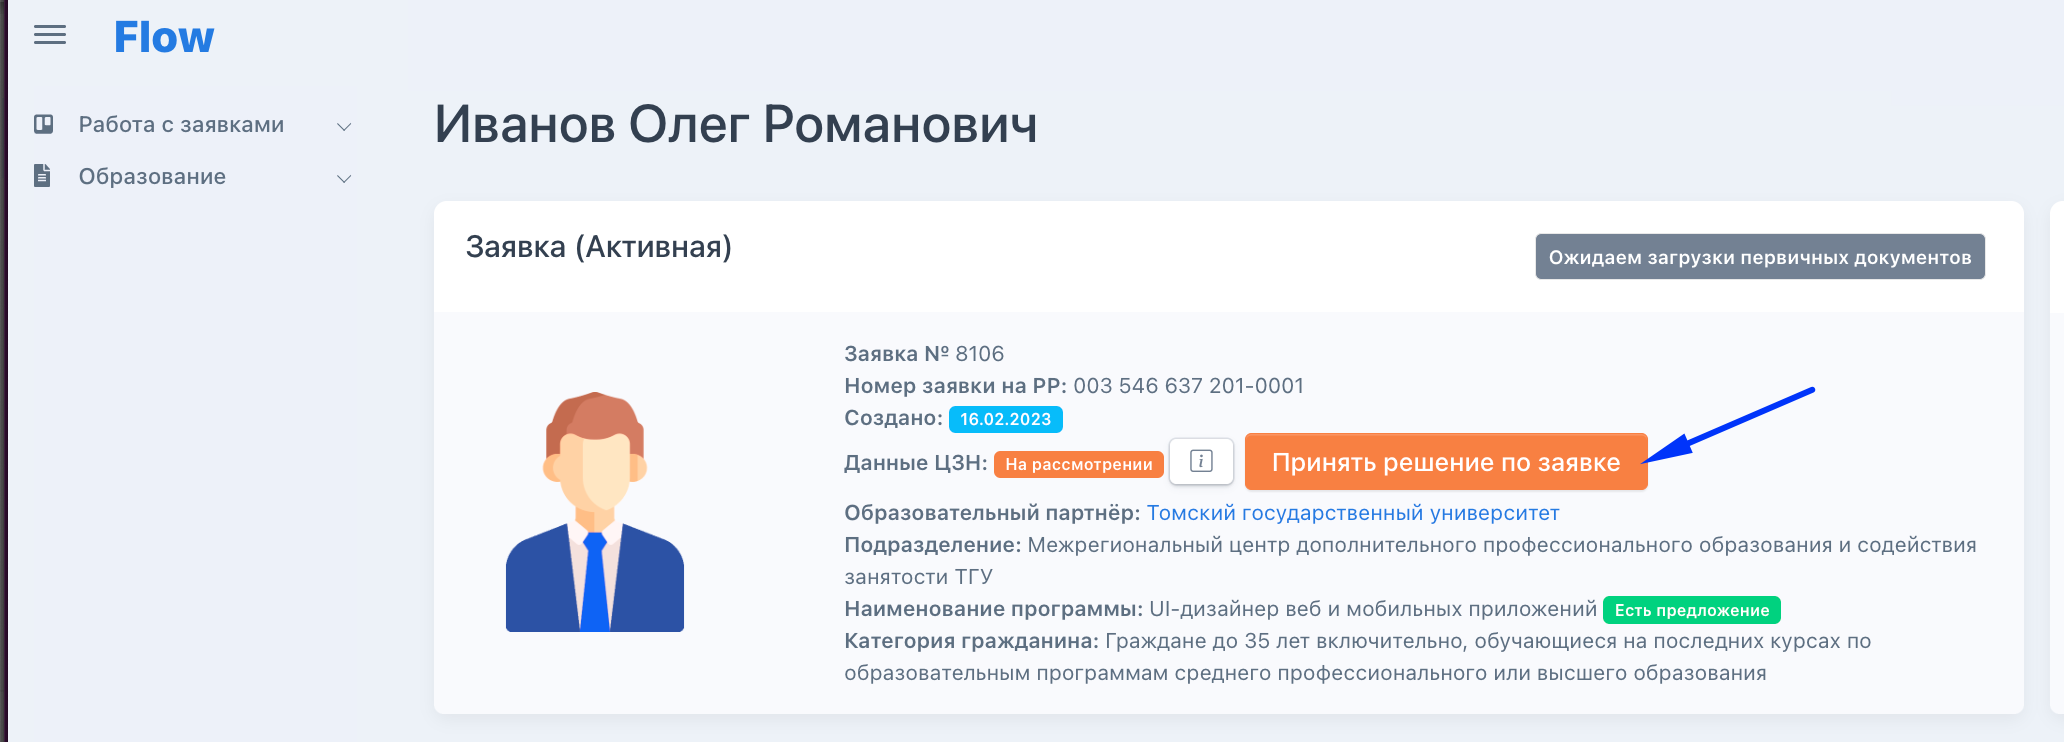 Flow
Работа с заявками
Образование
Иванов Олег Романович
Заявка (Активная)
Ожидаем загрузки первичных документов
Заявка № 8106
Номер заявки на РР: 003 546 637 201-0001
Создано: 16.02.2023
Данные ЦЗН: На рассмотрении i Принять решение по заявке
Образовательный партнёр: Томский государственный университет
Подразделение: Межрегиональный центр дополнительного профессионального образования и содействия
занятости ТГУ
Наименование программы: UI-дизайнер веб и мобильных приложений Есть предложение
Категория гражданина: Граждане до 35 лет включительно, обучающиеся на последних курсах по
образовательным программам среднего профессионального или высшего образования